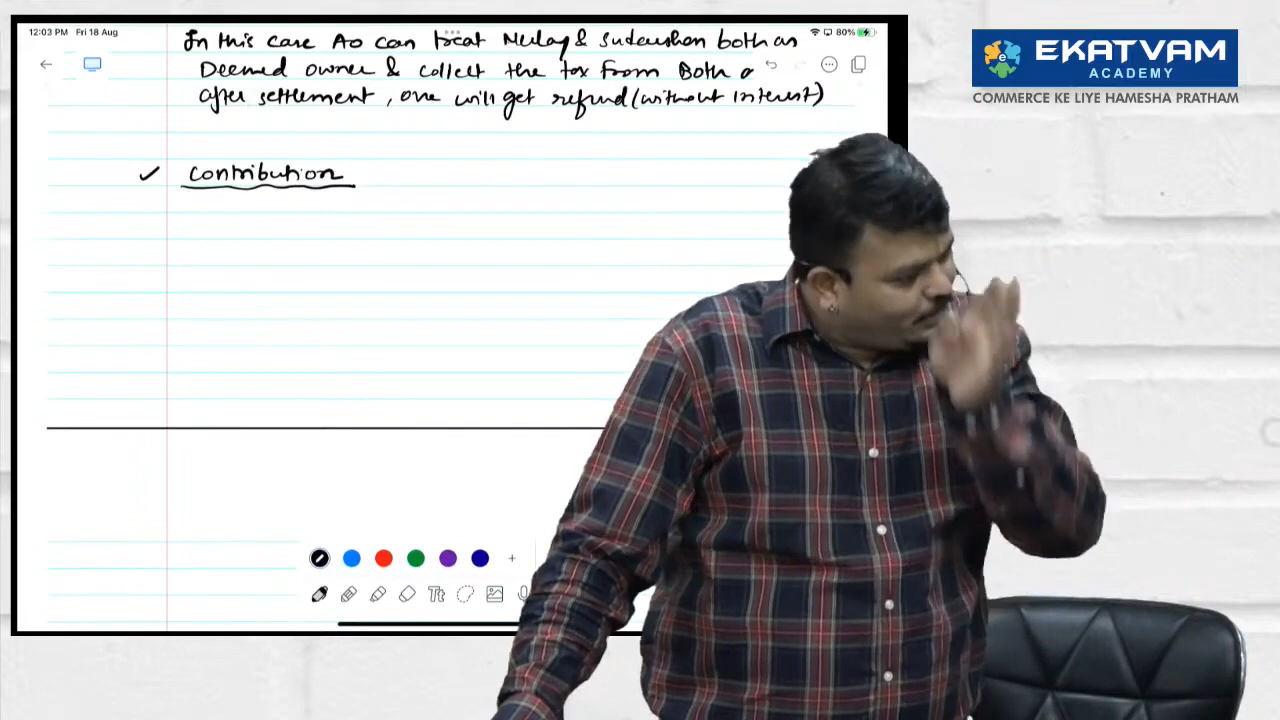 12:03 PM Fri 18 Aug
80%
In this case Ao can treat & Sudarshan both as
Deemed owner & collect the tax from Both
after settlement, one will get refund (without interest)
✓ Contribution
Tt
e
EKATVAM
ACADEMY
COMMERCE KE LIYE HAMESHA PRATHAM